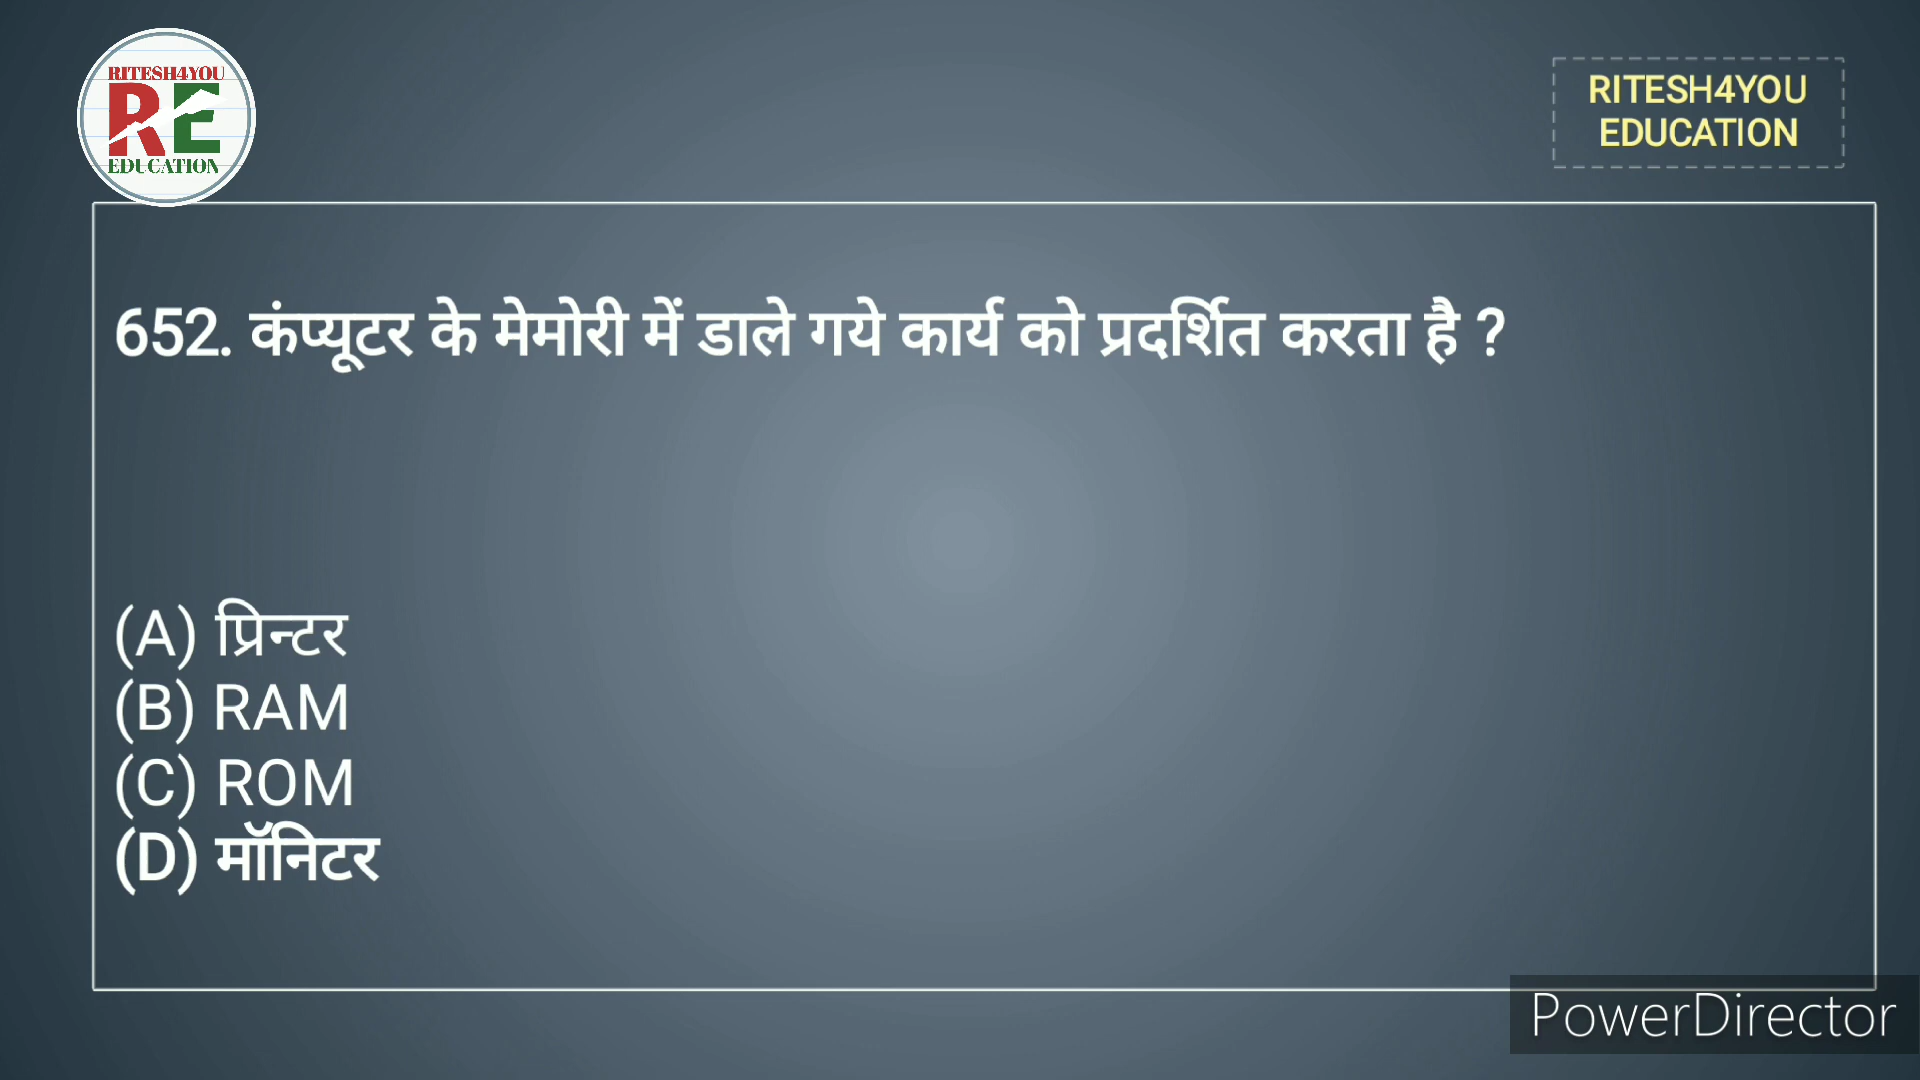 RITESH4YOU
RE
EDUCATION
RITESH4YOU
EDUCATION
652. कंप्यूटर के मेमोरी में डाले गये कार्य को प्रदर्शित करता है ?
(A) प्रिन्टर
(B) RAM
(C) ROM
(D) मॉनिटर
PowerDirector